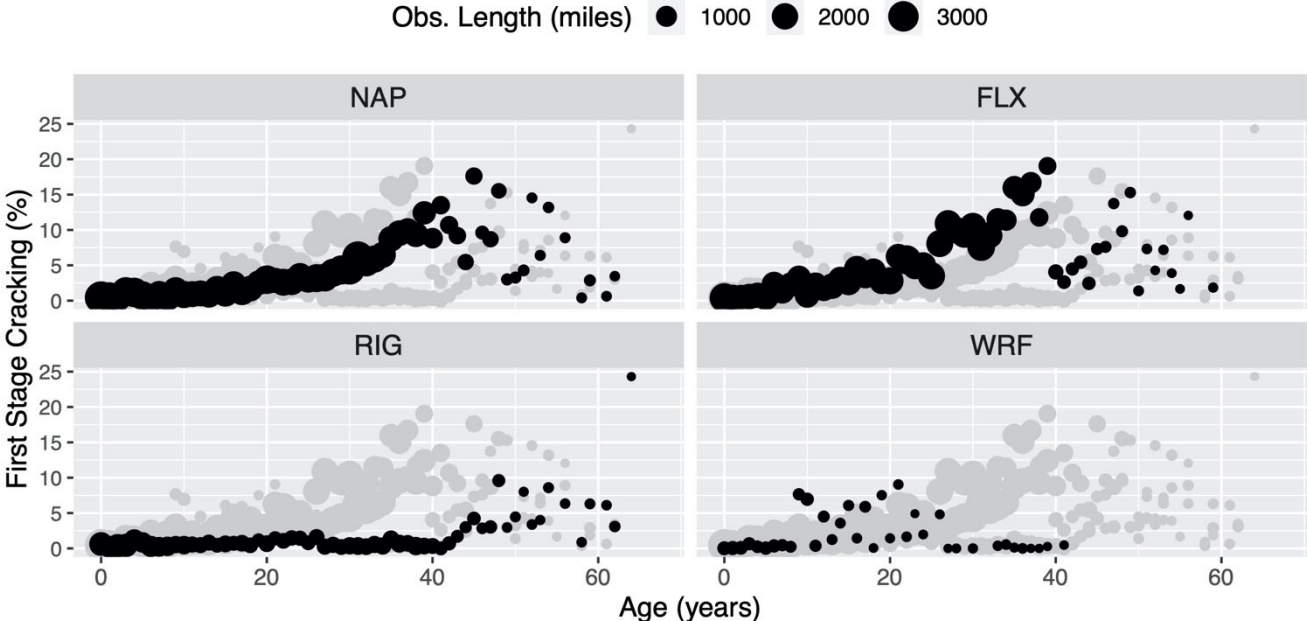 Obs. Length (miles) 1000 2000 3000
NAP FLX
25
20
15
10
5
0
RIG WRF
25
20
15
10
5
0
First Stage Cracking (%)
0 20 40 60 0 20 40 60
Age (years)